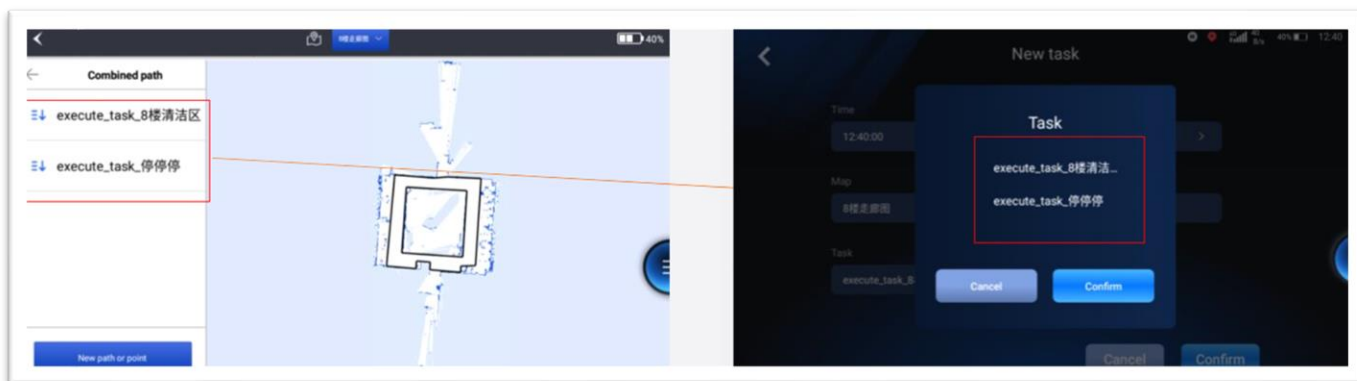 40%
Combined path
execute_task_8楼清洁区
execute_task_停停停
New path or point
40% 12:40
New task
Time
12:40:00
Task
execute_task_8楼清洁...
execute_task_停停停
Map
8楼走廊图
Task
execute_task_8
Cancel
Confirm
Cancel
Confirm